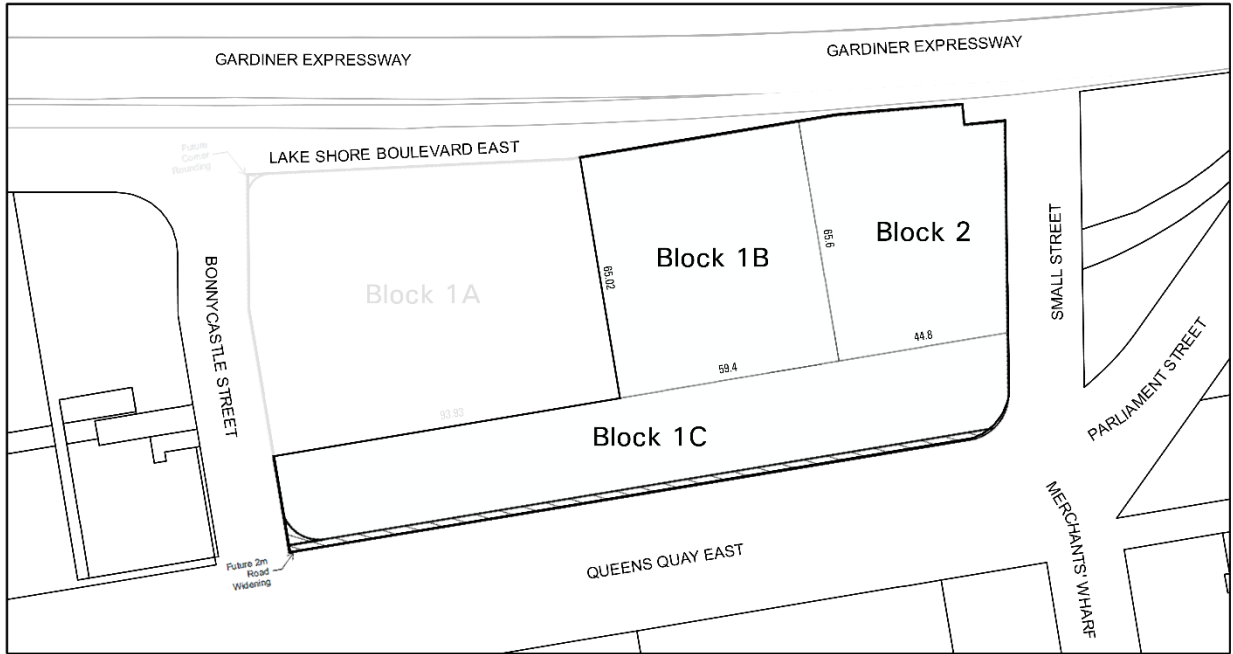 GARDINER EXPRESSWAY
GARDINER EXPRESSWAY
Future
Corner
Rounding
LAKE SHORE BOULEVARD EAST
Block 1A
Block 1B
Block 2
65.02
65.6
44.8
59.4
93.93
Block 1C
BONNYCASTLE STREET
SMALL STREET
PARLIAMENT STREET
Future 2m
Road
Widening
QUEENS QUAY EAST
MERCHANTS' WHARF